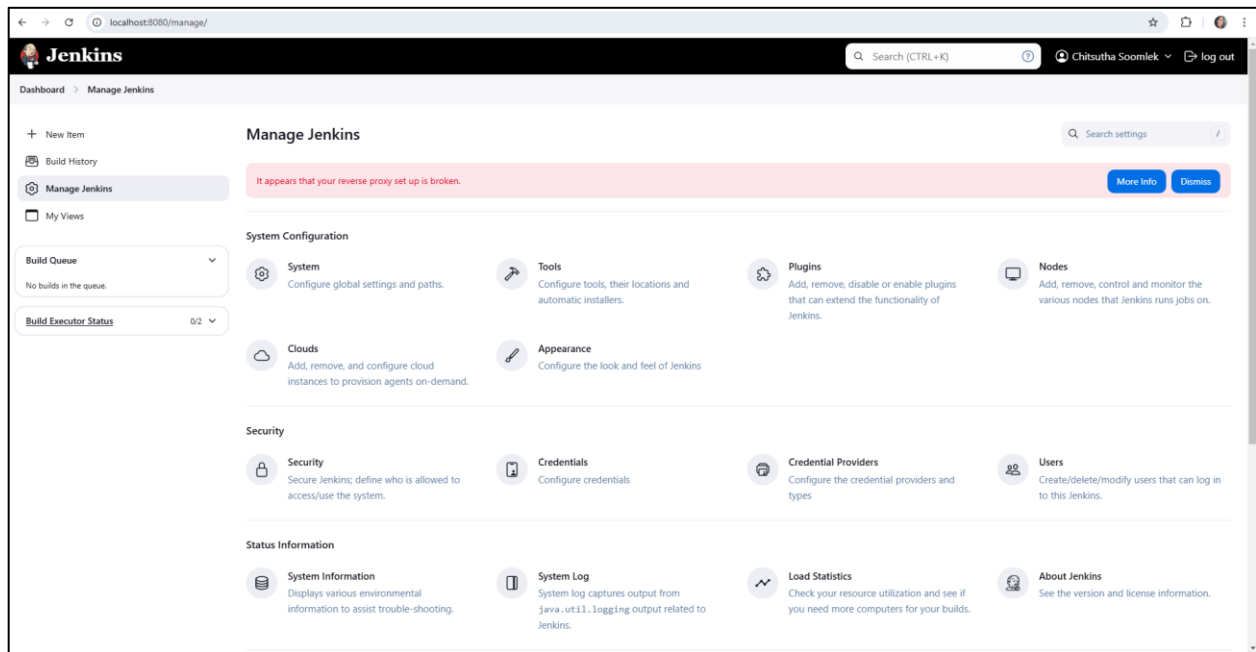 localhost:8080/manage/
Jenkins
Search (CTRL+K)
Chitsutha Soomlek
log out
Dashboard > Manage Jenkins
New Item
Build History
Manage Jenkins
My Views
Build Queue
No builds in the queue.
Build Executor Status 0/2
Manage Jenkins
Search settings /
It appears that your reverse proxy set up is broken.
More Info
Dismiss
System Configuration
System
Configure global settings and paths.
Tools
Configure tools, their locations and
automatic installers.
Plugins
Add, remove, disable or enable plugins
that can extend the functionality of
Jenkins.
Nodes
Add, remove, control and monitor the
various nodes that Jenkins runs jobs on.
Clouds
Add, remove, and configure cloud
instances to provision agents on-demand.
Appearance
Configure the look and feel of Jenkins
Security
Security
Secure Jenkins; define who is allowed to
access/use the system.
Credentials
Configure credentials
Credential Providers
Configure the credential providers and
types
Users
Create/delete/modify users that can log in
to this Jenkins.
Status Information
System Information
Displays various environmental
information to assist trouble-shooting.
System Log
System log captures output from
java.util.logging output related to
Jenkins.
Load Statistics
Check your resource utilization and see if
you need more computers for your builds.
About Jenkins
See the version and license information.